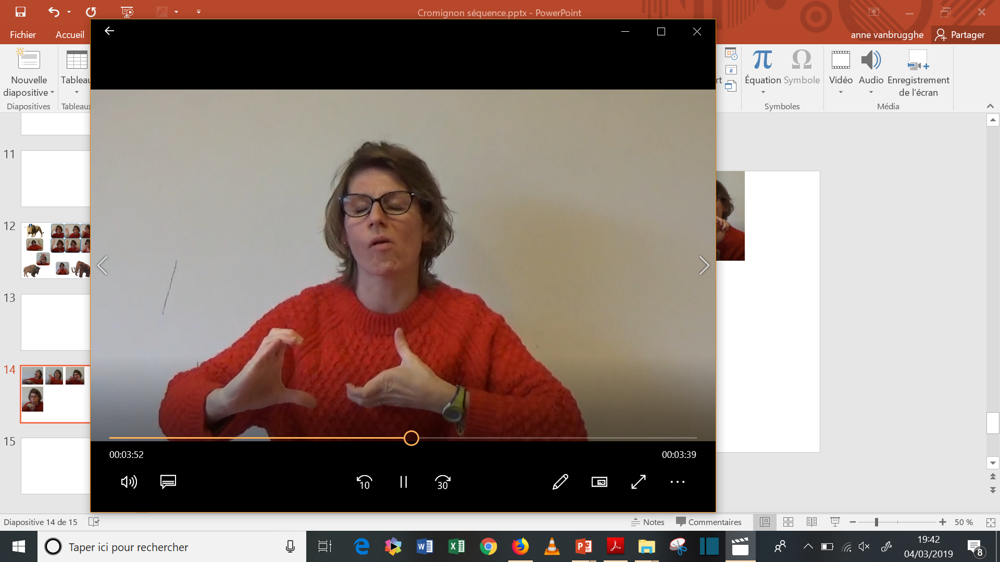 Cromignon séquence.pptx - PowerPoint
Fichier
Accueil
anne vanbrugghe
Partager
Nouvelle
diapositive
Tableau
Équation
Symbole
Vidéo
Audio
Enregistrement
de l'écran
Diapositives
Tableaux
Symboles
Média
11
12
13
14
15
00:03:52
00:03:39
10
30
Diapositive 14 de 15
Notes
Commentaires
50 %
Taper ici pour rechercher
19:42
04/03/2019
8